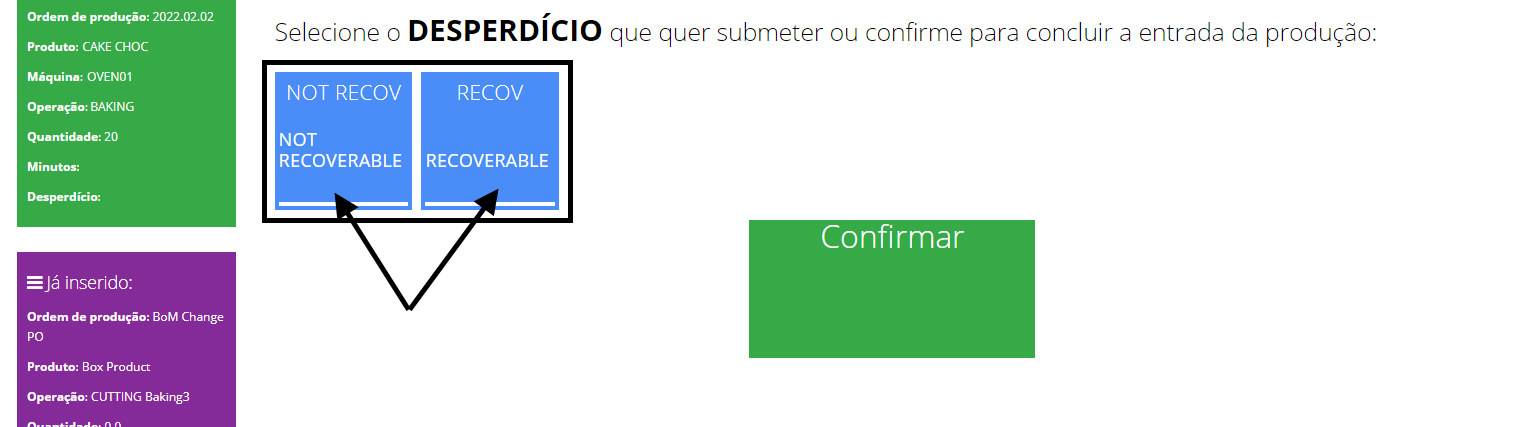 Ordem de produção: 2022.02.02
Produto: CAKE CHOC
Máquina: OVEN01
Operação: BAKING
Quantidade: 20
Minutos:
Desperdício:
Já inserido:
Ordem de produção: BoM Change
PO
Produto: Box Product
Operação: CUTTING Baking3
Quantidade: 0.0
Selecione o DESPERDÍCIO que quer submeter ou confirme para concluir a entrada da produção:
NOT RECOV
NOT
RECOVERABLE
RECOV
RECOVERABLE
Confirmar